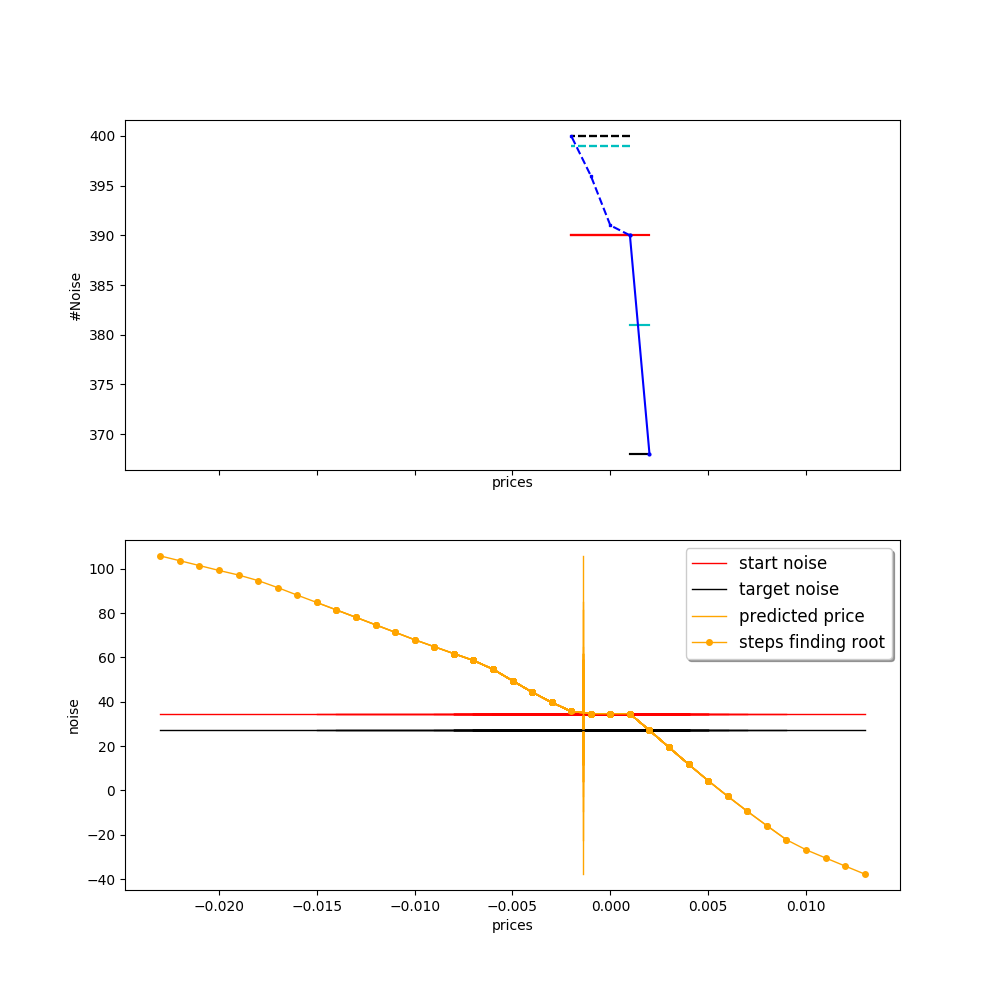 400
395
390
385
380
375
370
#Noise
prices
100
80
60
40
20
0
−20
−40
noise
start noise
target noise
predicted price
steps finding root
−0.020
−0.015
−0.010
−0.005
0.000
0.005
0.010
prices